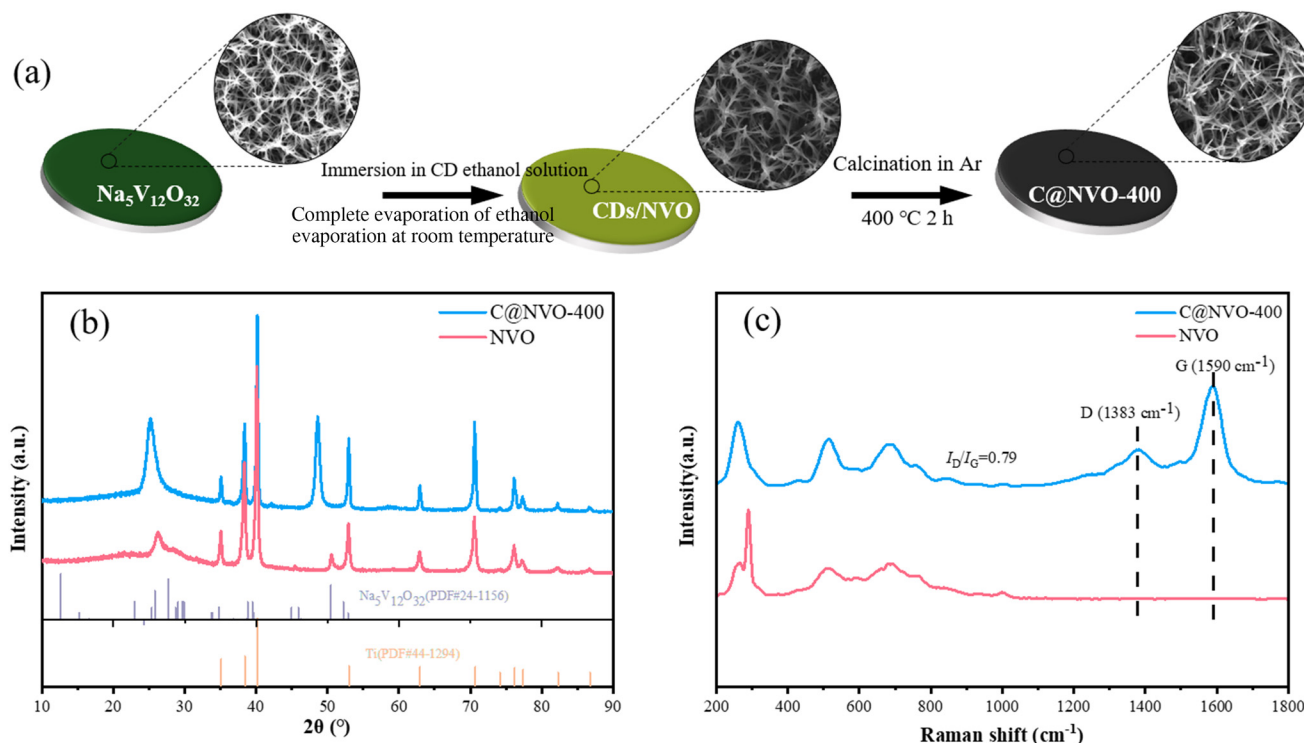 (a)
Na5V12O32
Immersion in CD ethanol solution
Complete evaporation of ethanol
evaporation at room temperature
CDs/NVO
Calcination in Ar
400 °C 2 h
C@NVO-400
(b)
C@NVO-400
NVO
Intensity (a.u.)
Na5V12O32(PDF#24-1156)
Ti(PDF#44-1294)
10 20 30 40 50 60 70 80 90
2θ (°)
(c)
C@NVO-400
NVO
G (1590 cm-1)
D (1383 cm-1)
ID/IG=0.79
Intensity(a.u.)
200 400 600 800 1000 1200 1400 1600 1800
Raman shift (cm-1)